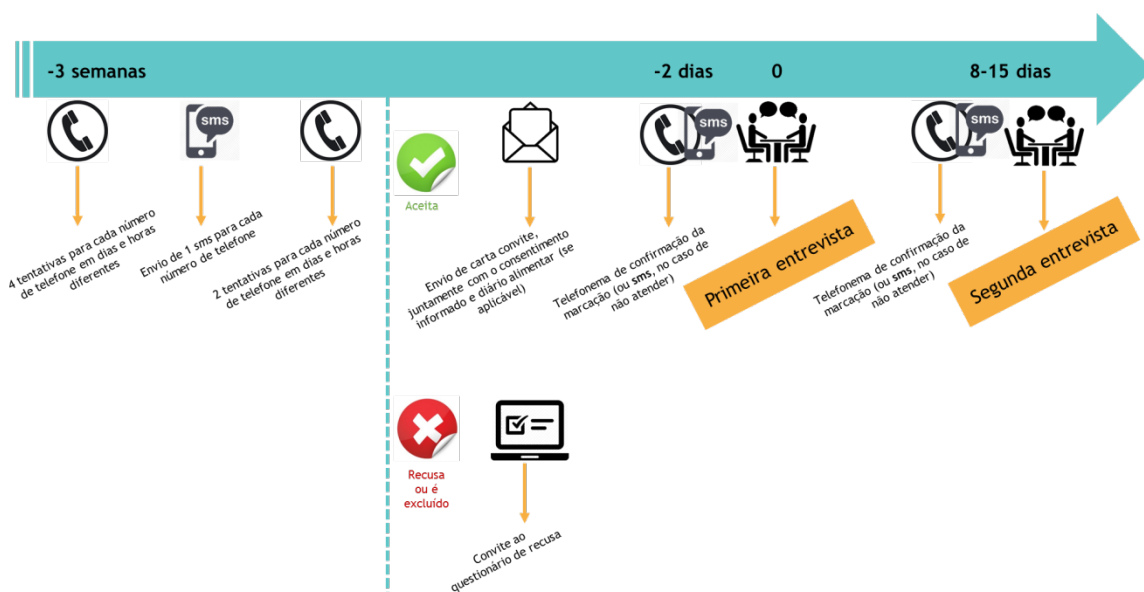 -3 semanas
-2 dias
0
8-15 dias
sms
sms
sms
4 tentativas para cada número
de telefone em dias e horas
diferentes
Envio de 1 sms para cada
número de telefone
2 tentativas para cada número
de telefone em dias e horas
diferentes
Aceita
Envio de carta convite,
juntamente com o consentimento
informado e diário alimentar (se
aplicável)
Telefonema de confirmação da
marcação (ou sms, no caso de
não atender)
Primeira entrevista
Telefonema de confirmação da
marcação (ou sms, no caso de
não atender)
Segunda entrevista
Recusa
ou é
excluído
Convite ao
questionário de recusa